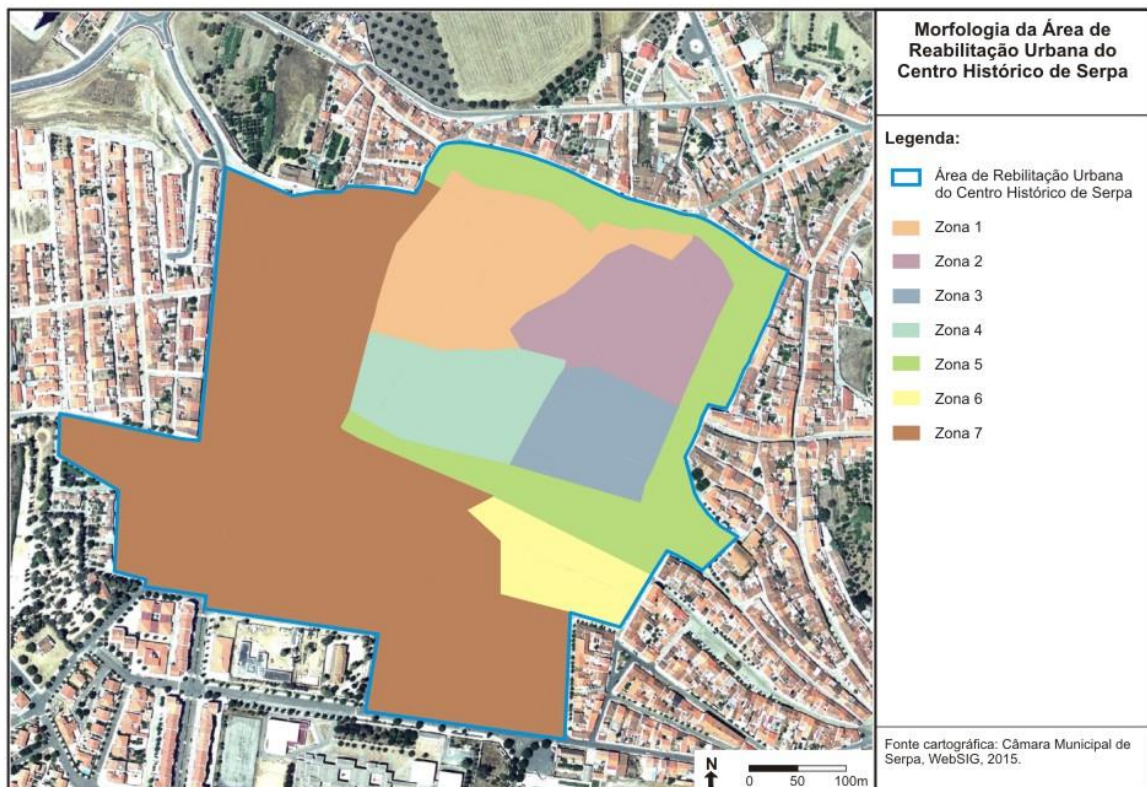 Morfologia da Área de
Reabilitação Urbana do
Centro Histórico de Serpa
Legenda:
Área de Rebilitação Urbana
do Centro Histórico de Serpa
Zona 1
Zona 2
Zona 3
Zona 4
Zona 5
Zona 6
Zona 7
Fonte cartográfica: Câmara Municipal de
Serpa, WebSIG, 2015.
N
0 50 100m